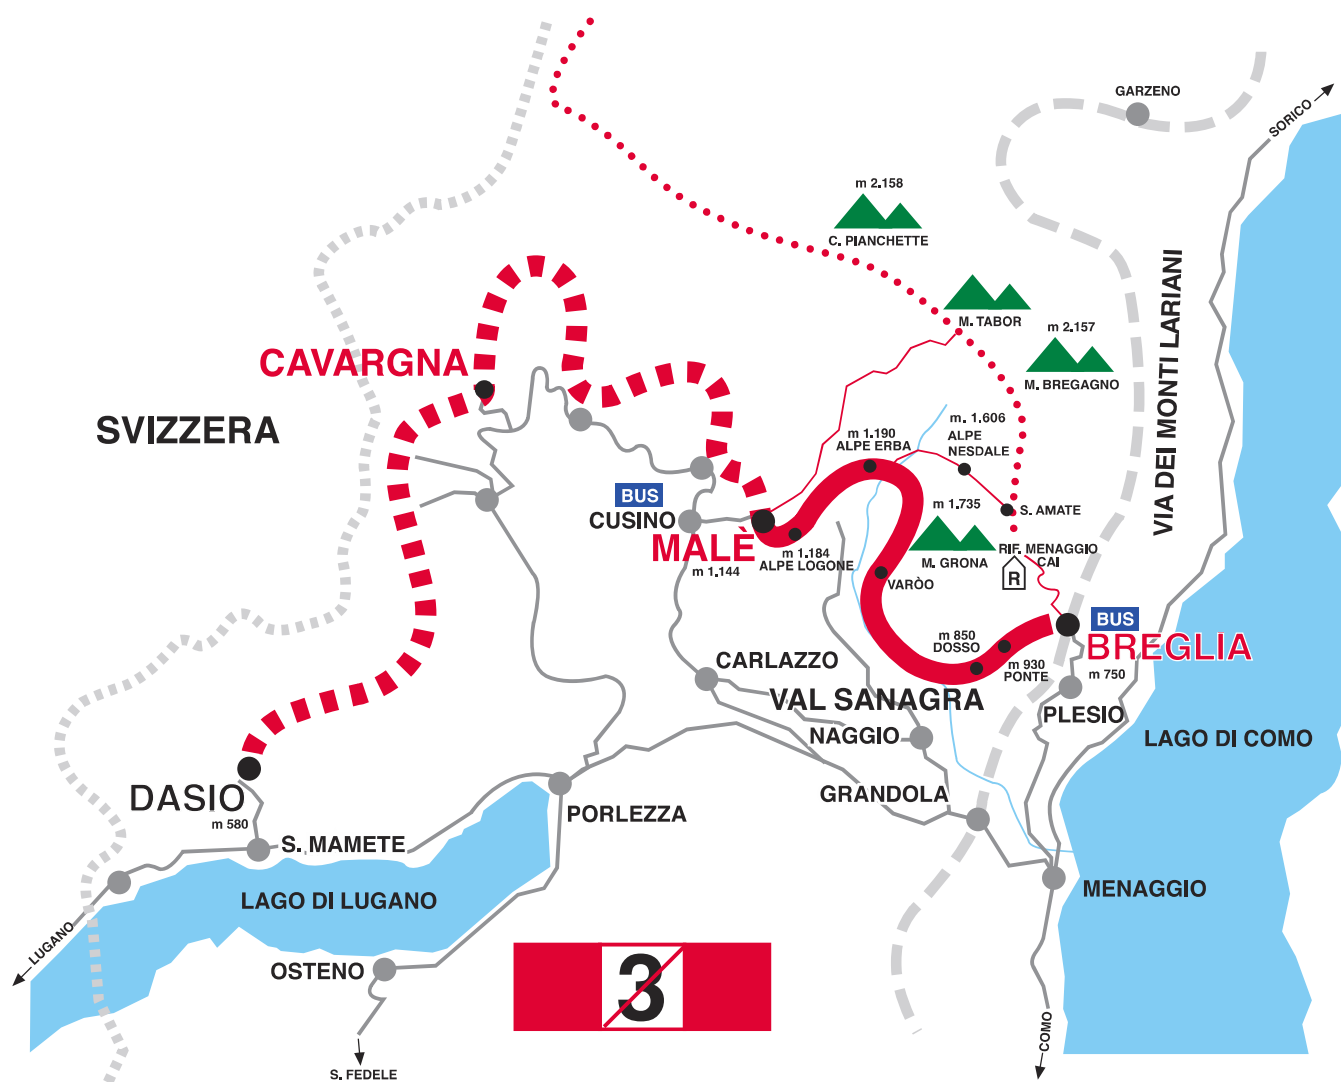 GARZENO
SORICO
m 2.158
C. PIANCHETTE
M. TABOR
m 2.157
M. BREGAGNO
VIA DEI MONTI LARIANI
CAVARGNA
SVIZZERA
m. 1.606
ALPE
NESDALE
m 1.190
ALPE ERBA
BUS
CUSINO
MALÈ
m 1.144
m 1.184
ALPE LOGONE
m 1.735
M. GRONA
S. AMATE
RIF. MENAGGIO
CAI
R
VARÒO
BUS
BREGLIA
m 750
m 850
DOSSO
m 930
PONTE
CARLAZZO
VAL SANAGRA
NAGGIO
PLESIO
LAGO DI COMO
GRANDOLA
DASIO
m 580
S. MAMETE
PORLEZZA
LAGO DI LUGANO
MENAGGIO
LUGANO
OSTENO
3
COMO
S. FEDELE